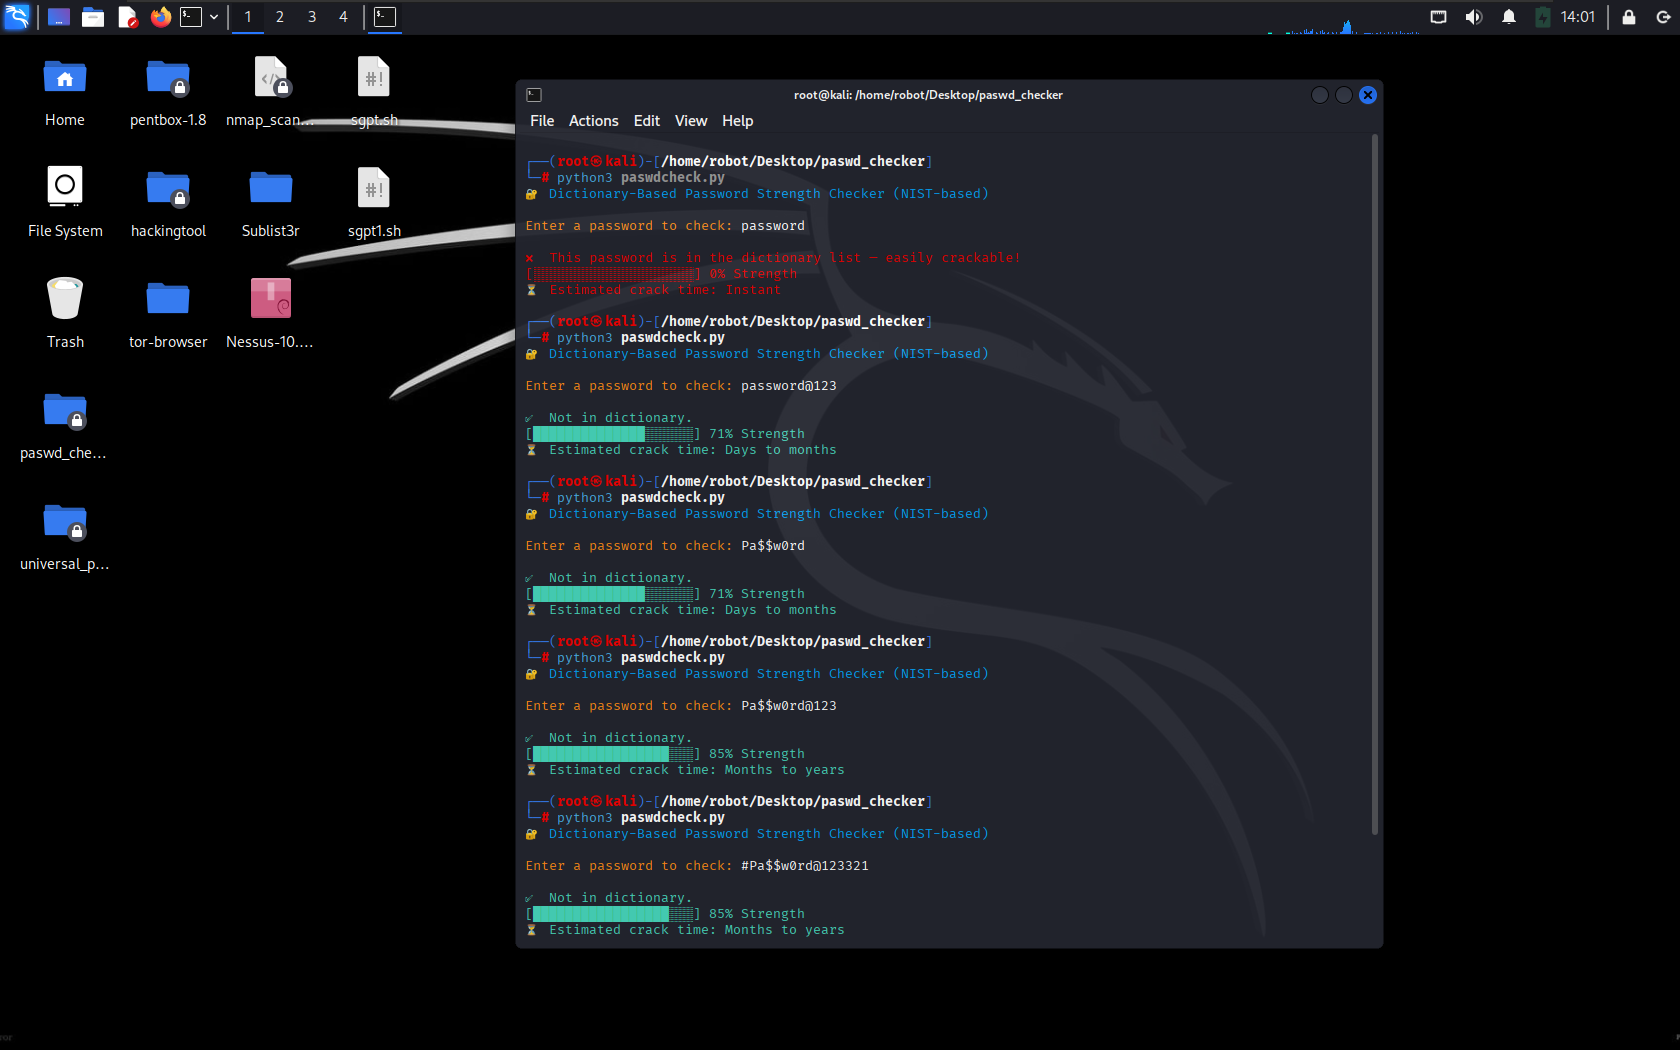 1 2 3 4
14:01
Home
pentbox-1.8
nmap_scan...
sgpt.sh
File System
hackingtool
Sublist3r
sgpt1.sh
Trash
tor-browser
Nessus-10....
paswd_che...
universal_p...
root@kali: /home/robot/Desktop/paswd_checker
File Actions Edit View Help
┌──(root㉿kali)-[/home/robot/Desktop/paswd_checker]
└─# python3 paswdcheck.py
🔐 Dictionary-Based Password Strength Checker (NIST-based)
Enter a password to check: password
❌ This password is in the dictionary list — easily crackable!
[░░░░░░░░░░░░░░░░░░░░] 0% Strength
⏳ Estimated crack time: Instant
┌──(root㉿kali)-[/home/robot/Desktop/paswd_checker]
└─# python3 paswdcheck.py
🔐 Dictionary-Based Password Strength Checker (NIST-based)
Enter a password to check: password@123
✅ Not in dictionary.
[██████████████░░░░░░] 71% Strength
⏳ Estimated crack time: Days to months
┌──(root㉿kali)-[/home/robot/Desktop/paswd_checker]
└─# python3 paswdcheck.py
🔐 Dictionary-Based Password Strength Checker (NIST-based)
Enter a password to check: Pa$$w0rd
✅ Not in dictionary.
[██████████████░░░░░░] 71% Strength
⏳ Estimated crack time: Days to months
┌──(root㉿kali)-[/home/robot/Desktop/paswd_checker]
└─# python3 paswdcheck.py
🔐 Dictionary-Based Password Strength Checker (NIST-based)
Enter a password to check: Pa$$w0rd@123
✅ Not in dictionary.
[█████████████████░░░] 85% Strength
⏳ Estimated crack time: Months to years
┌──(root㉿kali)-[/home/robot/Desktop/paswd_checker]
└─# python3 paswdcheck.py
🔐 Dictionary-Based Password Strength Checker (NIST-based)
Enter a password to check: #Pa$$w0rd@123321
✅ Not in dictionary.
[█████████████████░░░] 85% Strength
⏳ Estimated crack time: Months to years